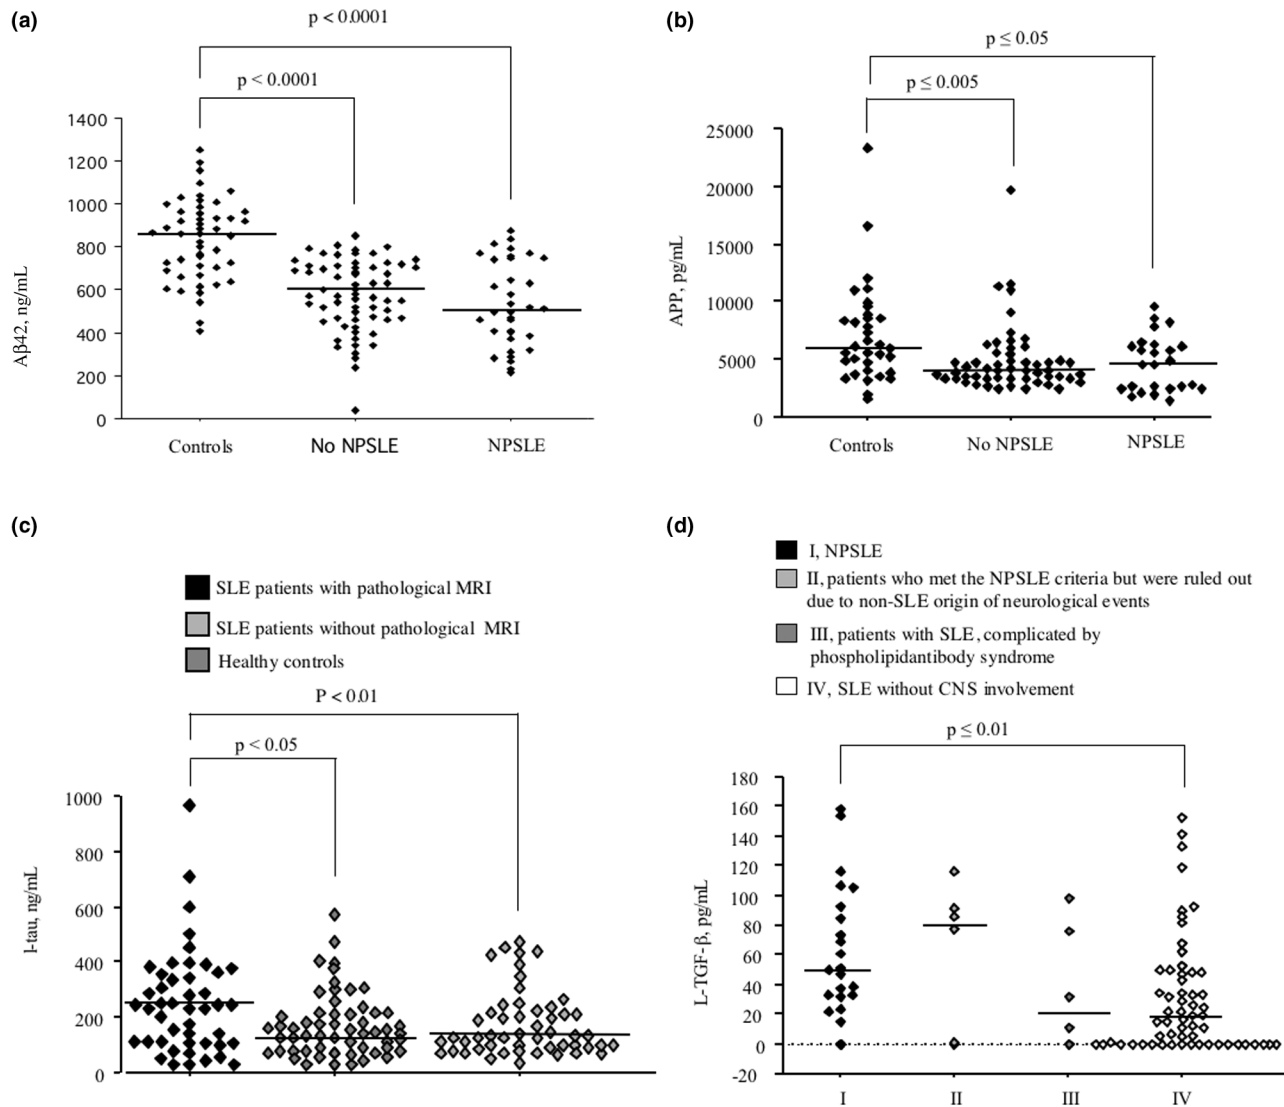 (a)
p < 0.0001
p < 0.0001
1400
1200
1000
800
600
400
200
0
Aβ42, ng/mL
Controls
No NPSLE
NPSLE
(b)
p ≤ 0.05
p ≤ 0.005
25000
20000
15000
10000
5000
0
APP, pg/mL
Controls
No NPSLE
NPSLE
(c)
SLE patients with pathological MRI
SLE patients without pathological MRI
Healthy controls
P < 0.01
p < 0.05
1000
800
600
400
200
0
l-tau, ng/mL
(d)
I, NPSLE
II, patients who met the NPSLE criteria but were ruled out
due to non-SLE origin of neurological events
III, patients with SLE, complicated by
phospholipidantibody syndrome
IV, SLE without CNS involvement
p ≤ 0.01
180
160
140
120
100
80
60
40
20
0
-20
L-TGF-β, pg/mL
I
II
III
IV